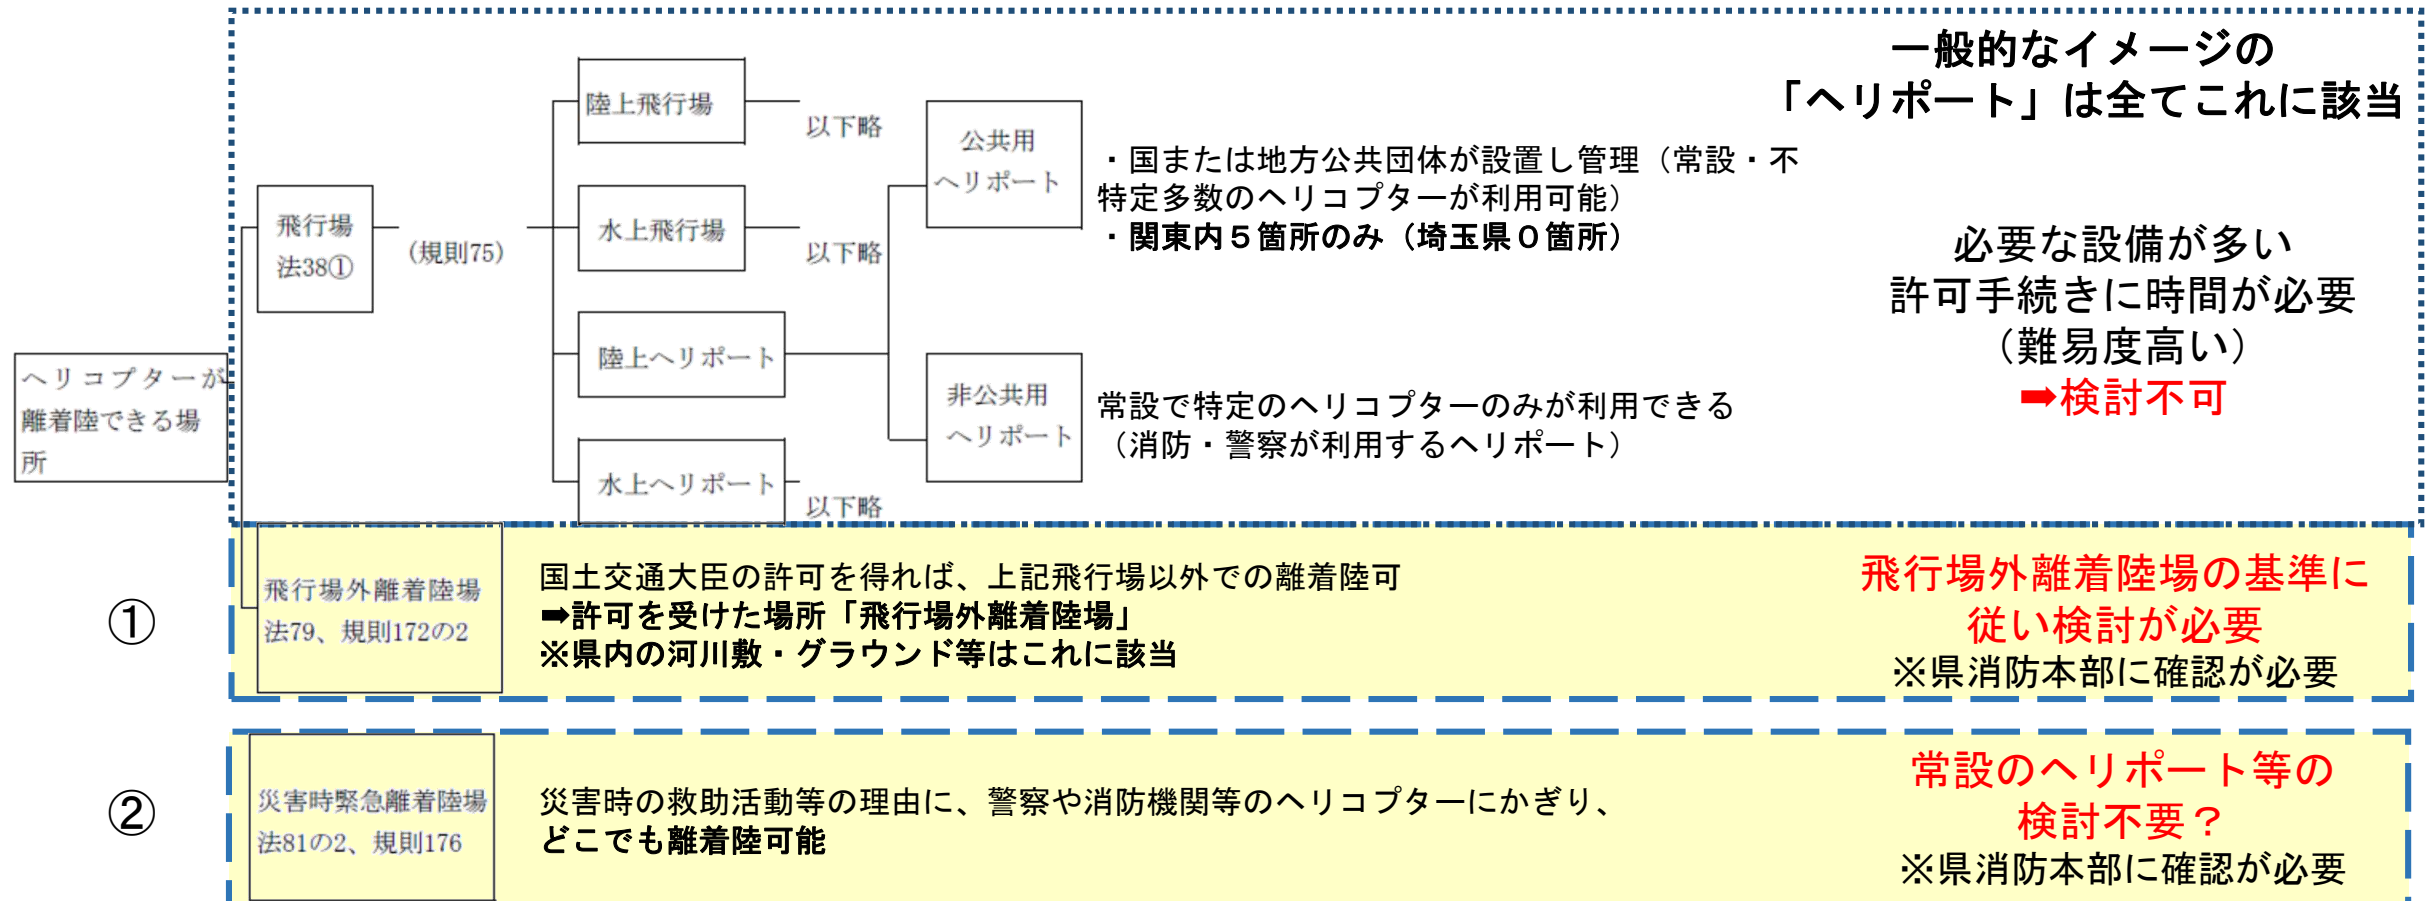 一般的なイメージの
「ヘリポート」は全てこれに該当
陸上飛行場
以下略
公共用
ヘリポート
・国または地方公共団体が設置し管理（常設・不
特定多数のヘリコプターが利用可能）
・関東内５箇所のみ（埼玉県０箇所）
飛行場
法38①
(規則75)
水上飛行場
以下略
必要な設備が多い
許可手続きに時間が必要
（難易度高い）
➡検討不可
ヘリコプターが
離着陸できる場
所
陸上ヘリポート
非公共用
ヘリポート
常設で特定のヘリコプターのみが利用できる
（消防・警察が利用するヘリポート）
水上ヘリポート
以下略
①
飛行場外離着陸場
法79、規則172の2
国土交通大臣の許可を得れば、上記飛行場以外での離着陸可
➡許可を受けた場所「飛行場外離着陸場」
※県内の河川敷・グラウンド等はこれに該当
飛行場外離着陸場の基準に
従い検討が必要
※県消防本部に確認が必要
②
災害時緊急離着陸場
法81の2、規則176
災害時の救助活動等の理由に、警察や消防機関等のヘリコプターにかぎり、
どこでも離着陸可能
常設のヘリポート等の
検討不要？
※県消防本部に確認が必要